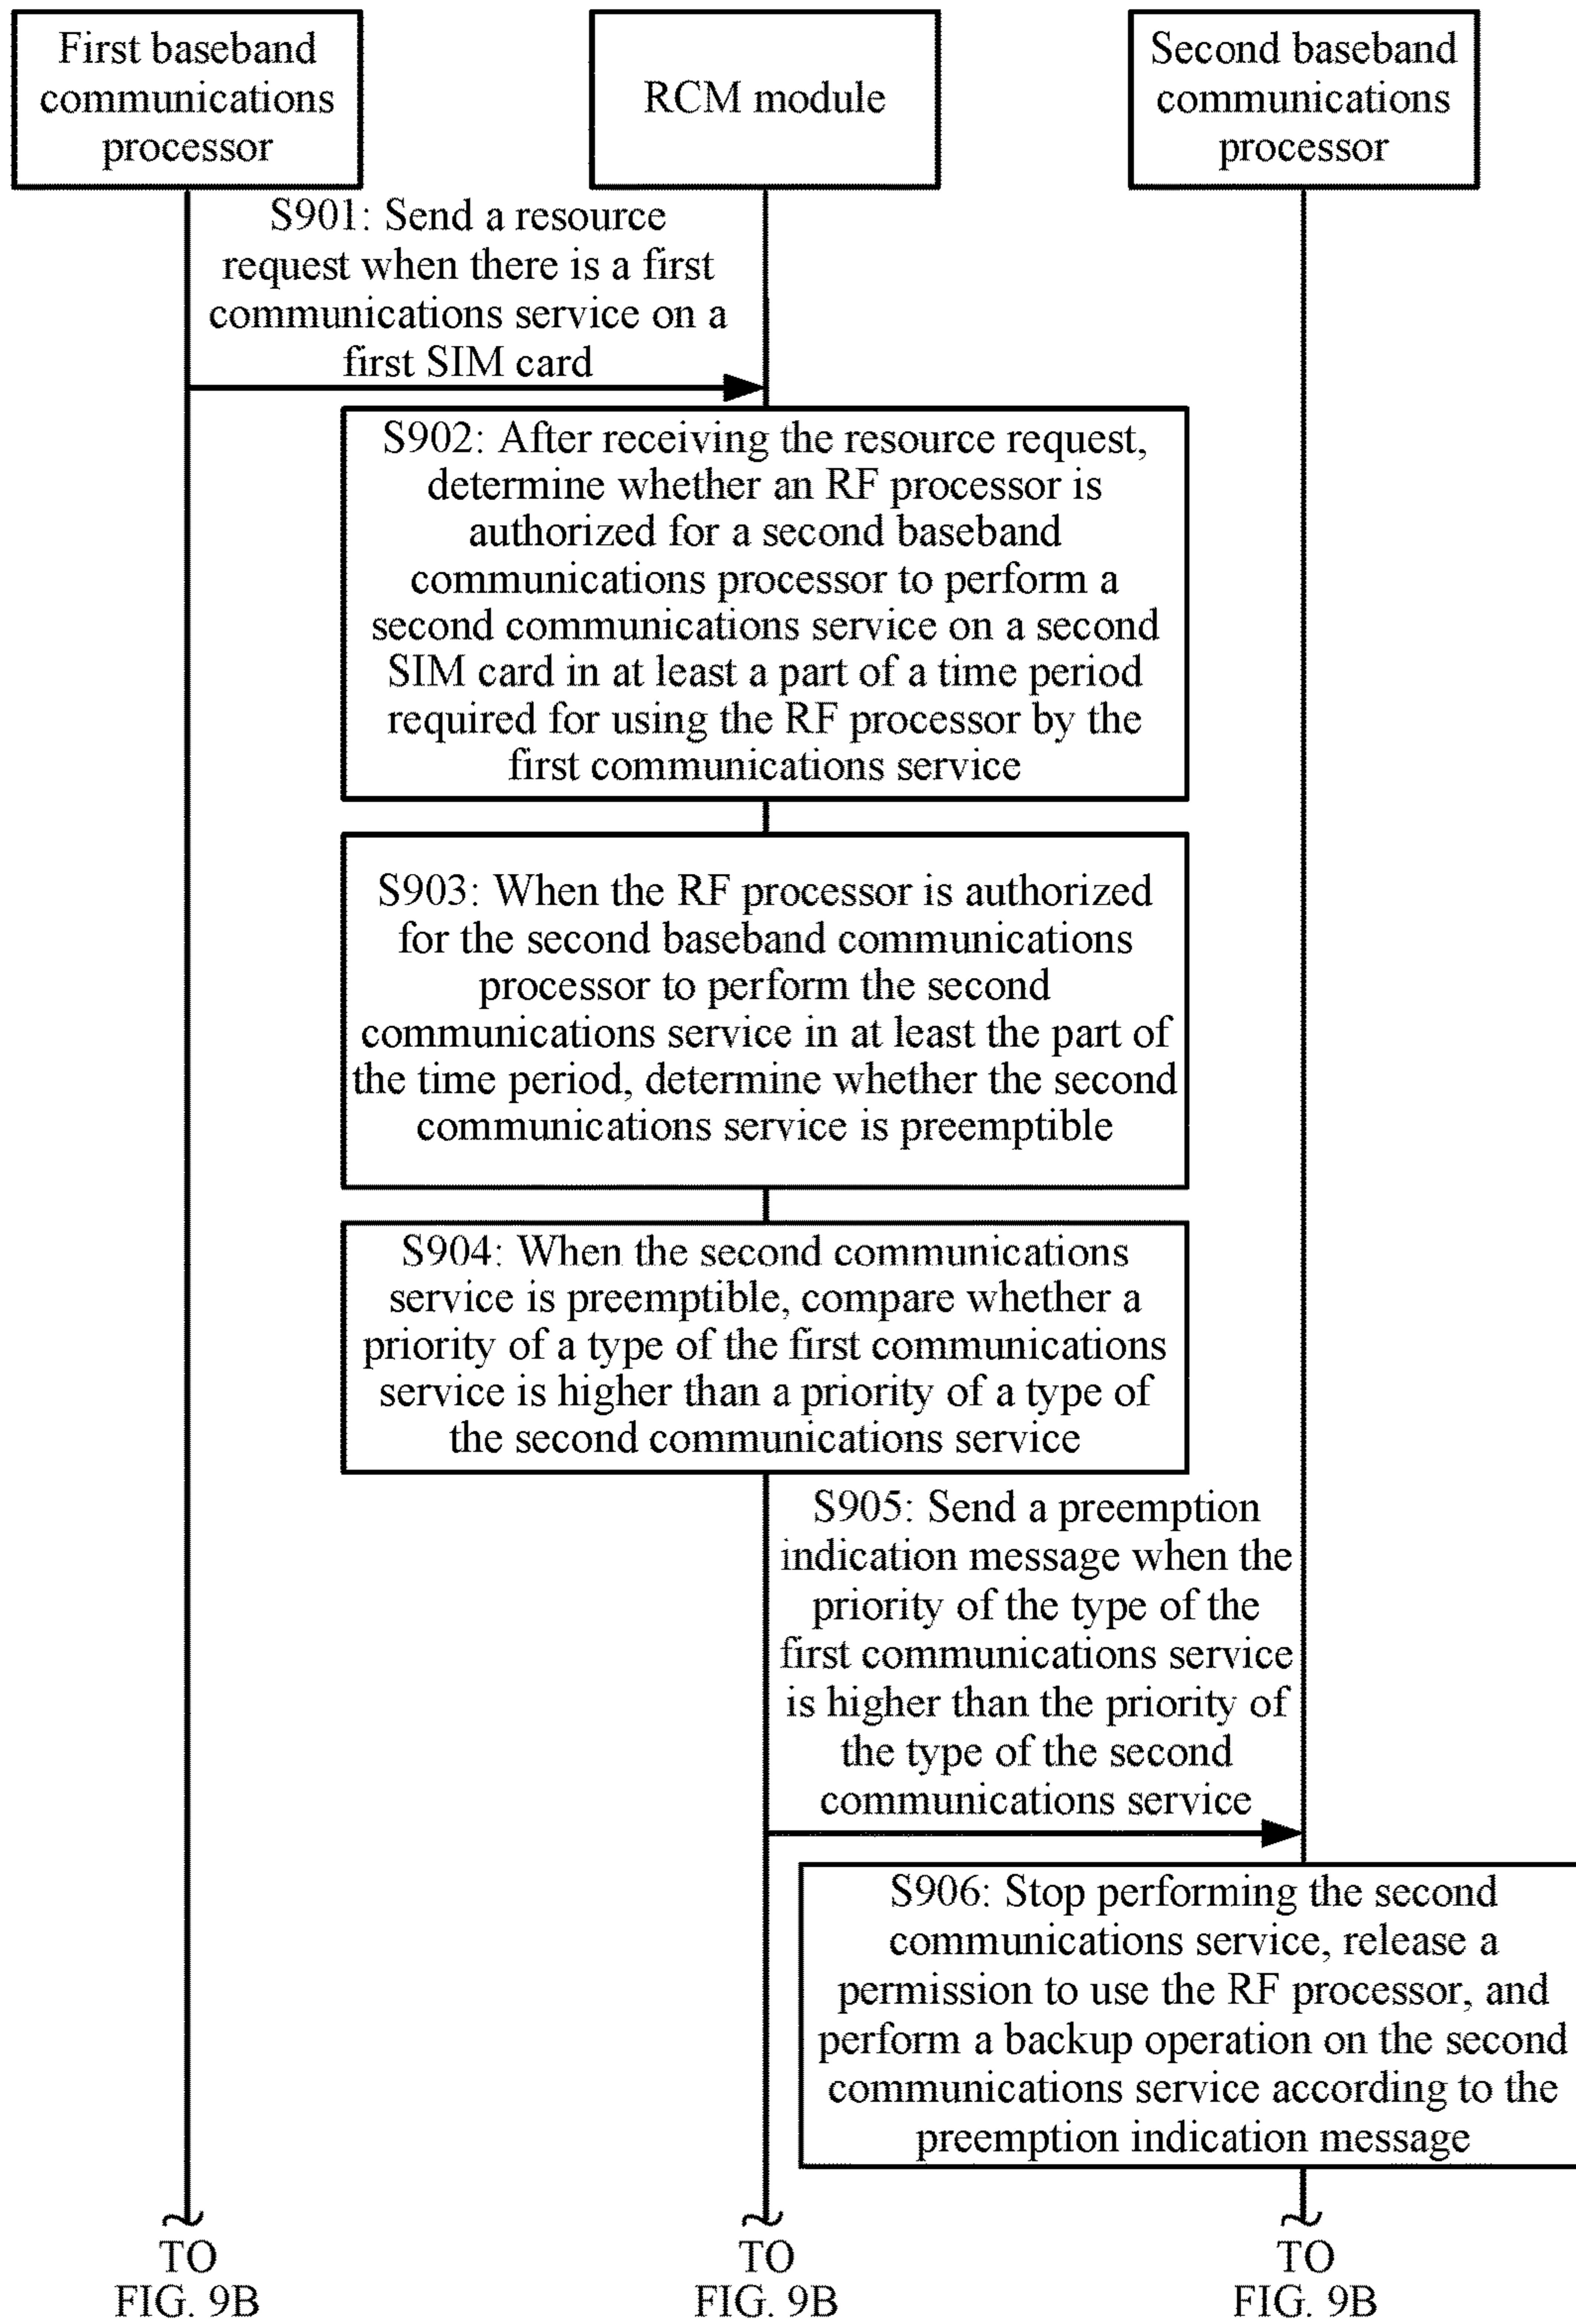 First baseband
communications
processor
RCM module
Second baseband
communications
processor
S901: Send a resource
request when there is a first
communications service on a
first SIM card
S902: After receiving the resource request,
determine whether an RF processor is
authorized for a second baseband
communications processor to perform a
second communications service on a second
SIM card in at least a part of a time period
required for using the RF processor by the
first communications service
S903: When the RF processor is authorized
for the second baseband communications
processor to perform the second
communications service in at least the part of
the time period, determine whether the second
communications service is preemptible
S904: When the second communications
service is preemptible, compare whether a
priority of a type of the first communications
service is higher than a priority of a type of
the second communications service
S905: Send a preemption
indication message when the
priority of the type of the
first communications service
is higher than the priority of
the type of the second
communications service
S906: Stop performing the second
communications service, release a
permission to use the RF processor, and
perform a backup operation on the second
communications service according to the
preemption indication message
TO
FIG. 9B
TO
FIG. 9B
TO
FIG. 9B